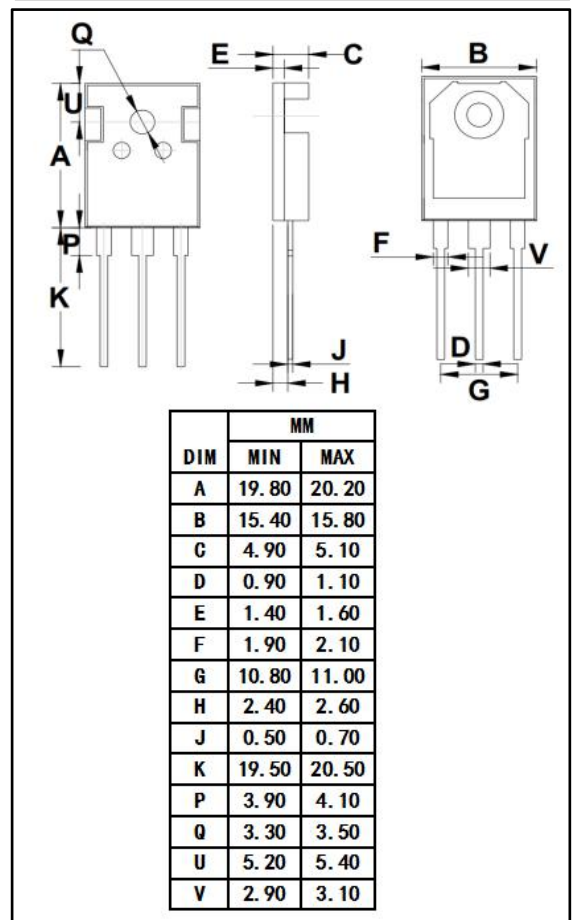 Q
E C B
U
A
P
F V
K
D
J
G
H
MM
DIM MIN MAX
A 19.80 20.20
B 15.40 15.80
C 4.90 5.10
D 0.90 1.10
E 1.40 1.60
F 1.90 2.10
G 10.80 11.00
H 2.40 2.60
J 0.50 0.70
K 19.50 20.50
P 3.90 4.10
Q 3.30 3.50
U 5.20 5.40
V 2.90 3.10